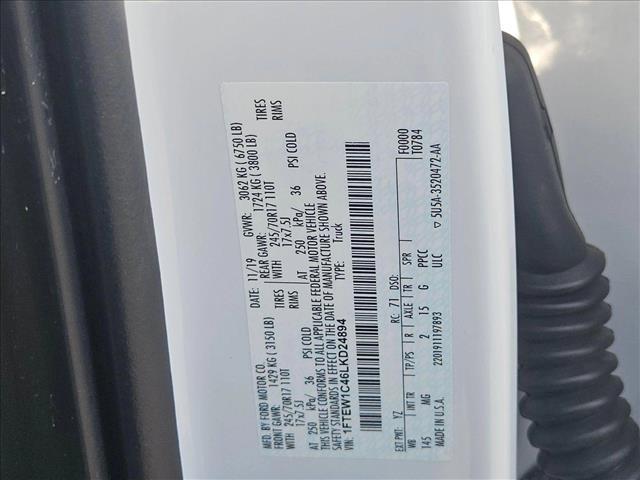 MFD. BY FORD MOTOR CO.
DATE: 11/19 GVWR: 3062 KG ( 6750 LB)
FRONT GAWR: 1429 KG ( 3150 LB) REAR GAWR: 1724 KG ( 3800 LB)
WITH 245/70R17 110T TIRES WITH 245/70R17 110T TIRES
17x7.5J RIMS 17x7.5J RIMS
AT 250 kPa/ 36 PSI COLD AT 250 kPa/ 36 PSI COLD
THIS VEHICLE CONFORMS TO ALL APPLICABLE FEDERAL MOTOR VEHICLE
SAFETY STANDARDS IN EFFECT ON THE DATE OF MANUFACTURE SHOWN ABOVE.
VIN: 1FTEW1C46LKD24894 TYPE: Truck
F0000
EXT PNT: YZ RC: 71 DSO: T0784
WB INT TR TP/PS R AXLE TR SPR
145 MG 2 15 G PPCC
MADE IN U.S.A. 2201911197893 ULC ▽ 5U5A-3520472-AA